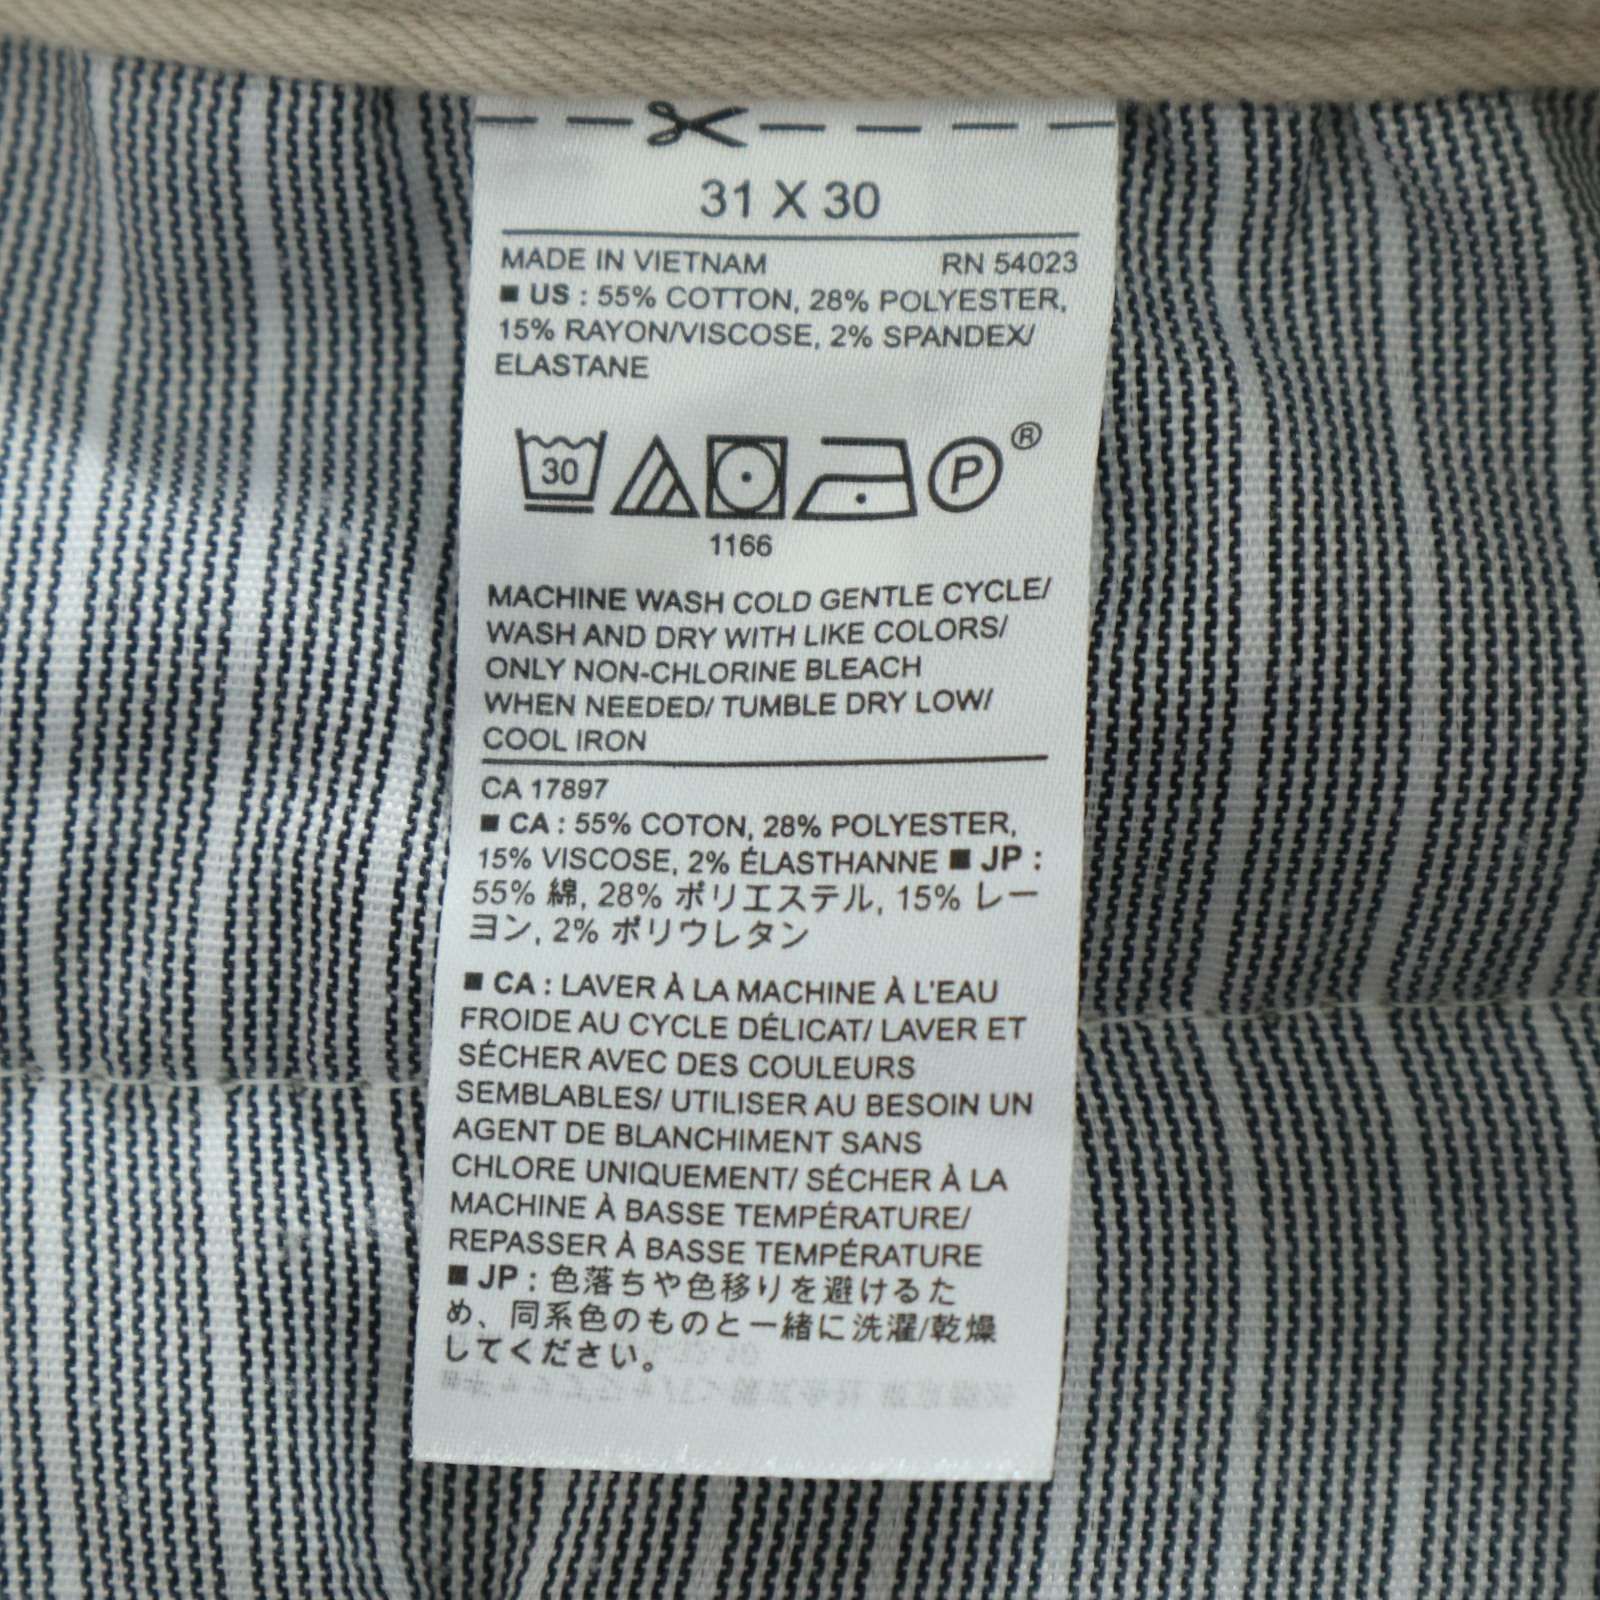 31 X 30
MADE IN VIETNAM RN 54023
■ US : 55% COTTON, 28% POLYESTER,
15% RAYON/VISCOSE, 2% SPANDEX/
ELASTANE
30 P ®
1166
MACHINE WASH COLD GENTLE CYCLE/
WASH AND DRY WITH LIKE COLORS/
ONLY NON-CHLORINE BLEACH
WHEN NEEDED/ TUMBLE DRY LOW/
COOL IRON
CA 17897
■ CA : 55% COTON, 28% POLYESTER,
15% VISCOSE, 2% ÉLASTHANNE ■ JP :
55% 綿, 28% ポリエステル, 15% レー
ヨン, 2% ポリウレタン
■ CA : LAVER À LA MACHINE À L'EAU
FROIDE AU CYCLE DÉLICAT/ LAVER ET
SÉCHER AVEC DES COULEURS
SEMBLABLES/ UTILISER AU BESOIN UN
AGENT DE BLANCHIMENT SANS
CHLORE UNIQUEMENT/ SÉCHER À LA
MACHINE À BASSE TEMPÉRATURE/
REPASSER À BASSE TEMPÉRATURE
■ JP : 色落ちや色移りを避けるた
め、同系色のものと一緒に洗濯/乾燥
してください。